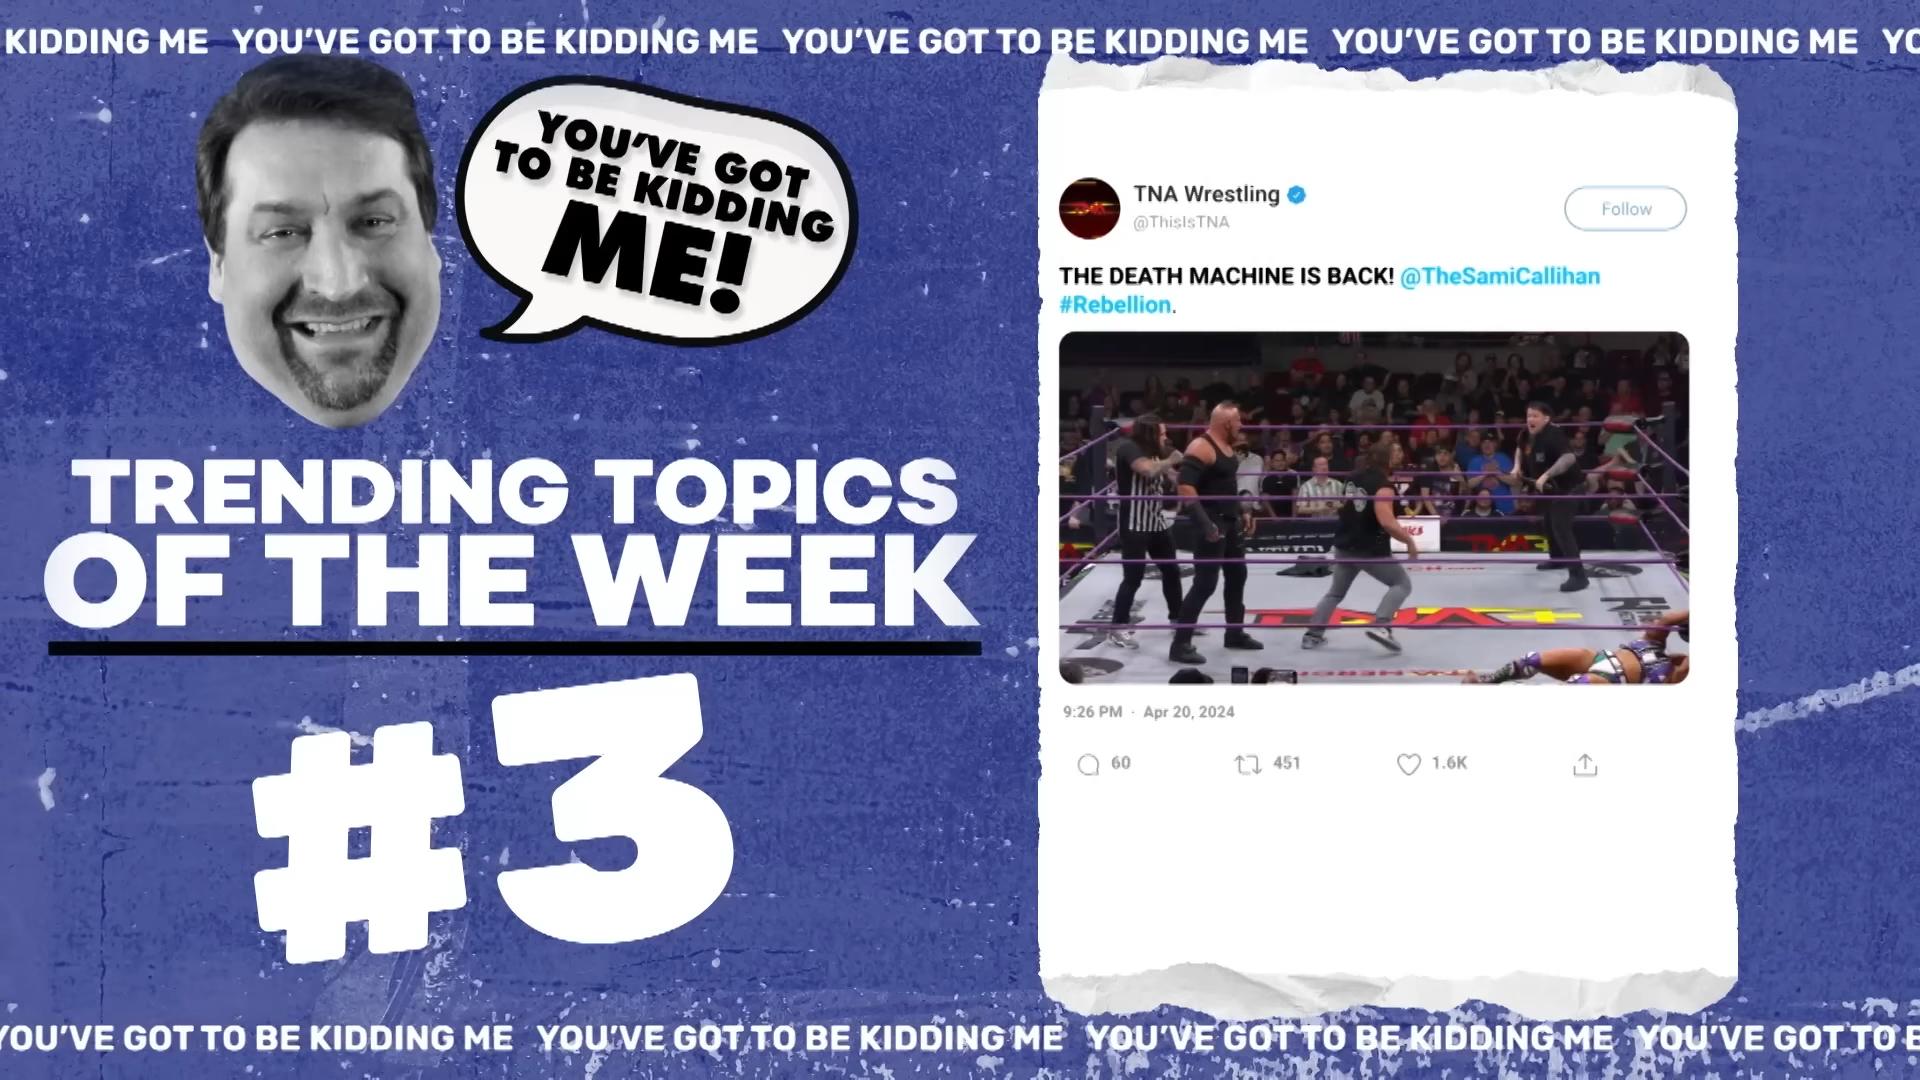 KIDDING ME YOU'VE GOT TO BE KIDDING ME YOU'VE GOT TO BE KIDDING ME YOU'VE GOT TO BE KIDDING ME YO
YOU'VE GOT
TO BE KIDDING
ME!
TRENDING TOPICS
OF THE WEEK
#3
TNA Wrestling
@ThisIsTNA
Follow
THE DEATH MACHINE IS BACK! @TheSamiCallihan
#Rebellion.
9:26 PM · Apr 20, 2024
60 451 1.6K
YOU'VE GOT TO BE KIDDING ME YOU'VE GOT TO BE KIDDING ME YOU'VE GOT TO BE KIDDING ME YOU'VE GOT TO BE